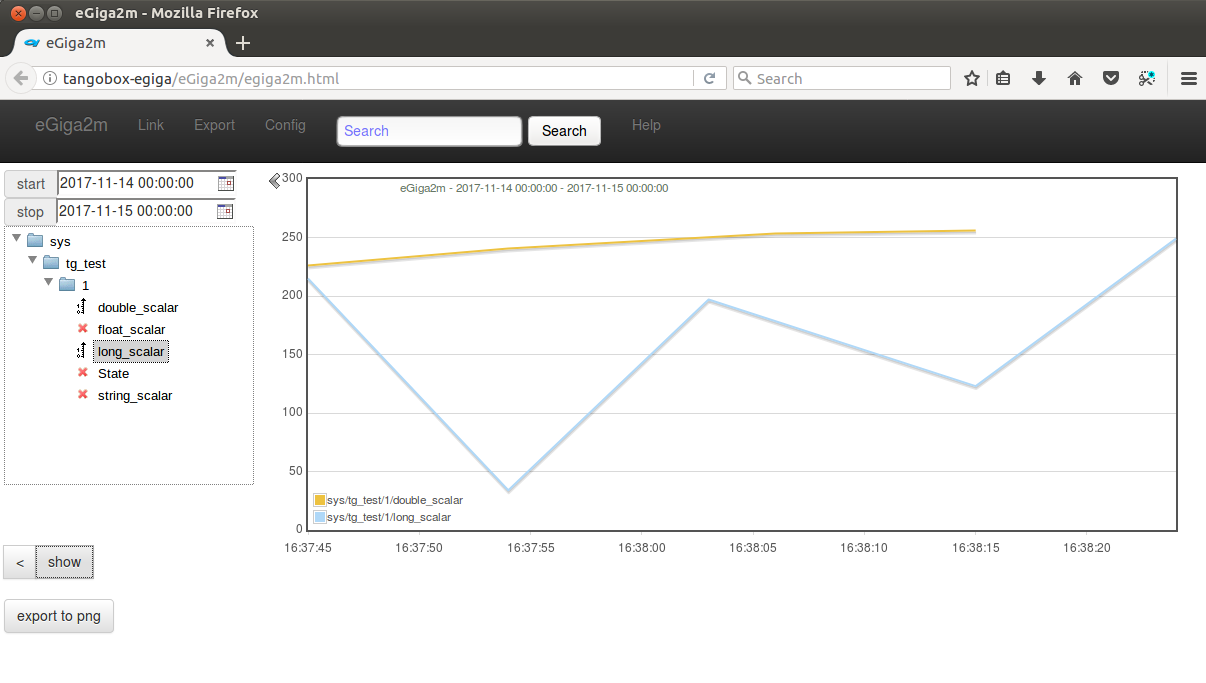 eGiga2m - Mozilla Firefox
eGiga2m
tangobox-egiga/eGiga2m/egiga2m.html
Search
eGiga2m Link Export Config Search Search Help
start 2017-11-14 00:00:00
stop 2017-11-15 00:00:00
sys
tg_test
1
double_scalar
float_scalar
long_scalar
State
string_scalar
< show
export to png
eGiga2m - 2017-11-14 00:00:00 - 2017-11-15 00:00:00
300
250
200
150
100
50
0
sys/tg_test/1/double_scalar
sys/tg_test/1/long_scalar
16:37:45 16:37:50 16:37:55 16:38:00 16:38:05 16:38:10 16:38:15 16:38:20